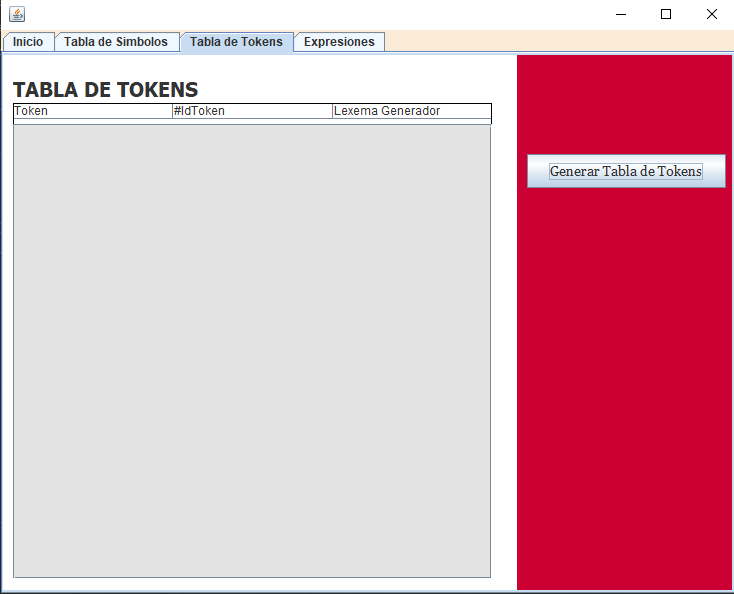 Inicio Tabla de Simbolos Tabla de Tokens Expresiones
TABLA DE TOKENS
Token #IdToken Lexema Generador
Generar Tabla de Tokens